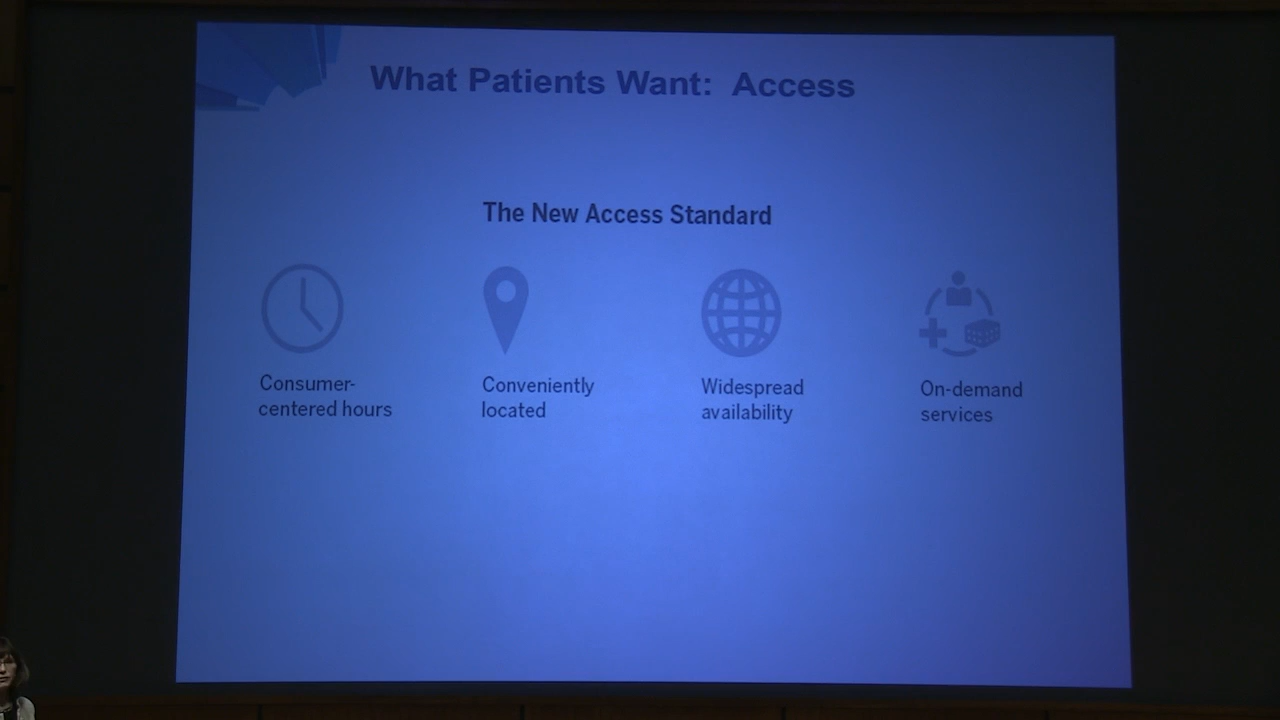 What Patients Want: Access
The New Access Standard
Consumer-
centered hours
Conveniently
located
Widespread
availability
On-demand
services